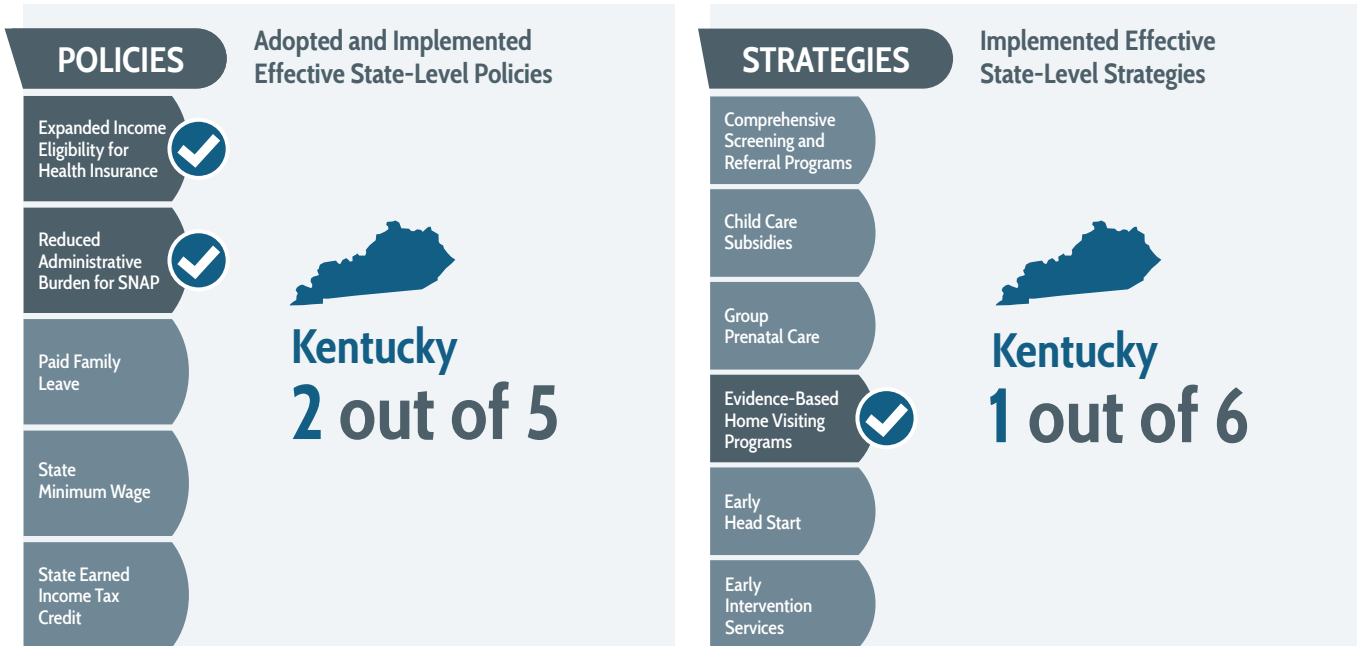 POLICIES
Adopted and Implemented
Effective State-Level Policies
Expanded Income
Eligibility for
Health Insurance
Reduced
Administrative
Burden for SNAP
Paid Family
Leave
State
Minimum Wage
State Earned
Income Tax
Credit
Kentucky
2 out of 5
STRATEGIES
Implemented Effective
State-Level Strategies
Comprehensive
Screening and
Referral Programs
Child Care
Subsidies
Group
Prenatal Care
Evidence-Based
Home Visiting
Programs
Early
Head Start
Early
Intervention
Services
Kentucky
1 out of 6